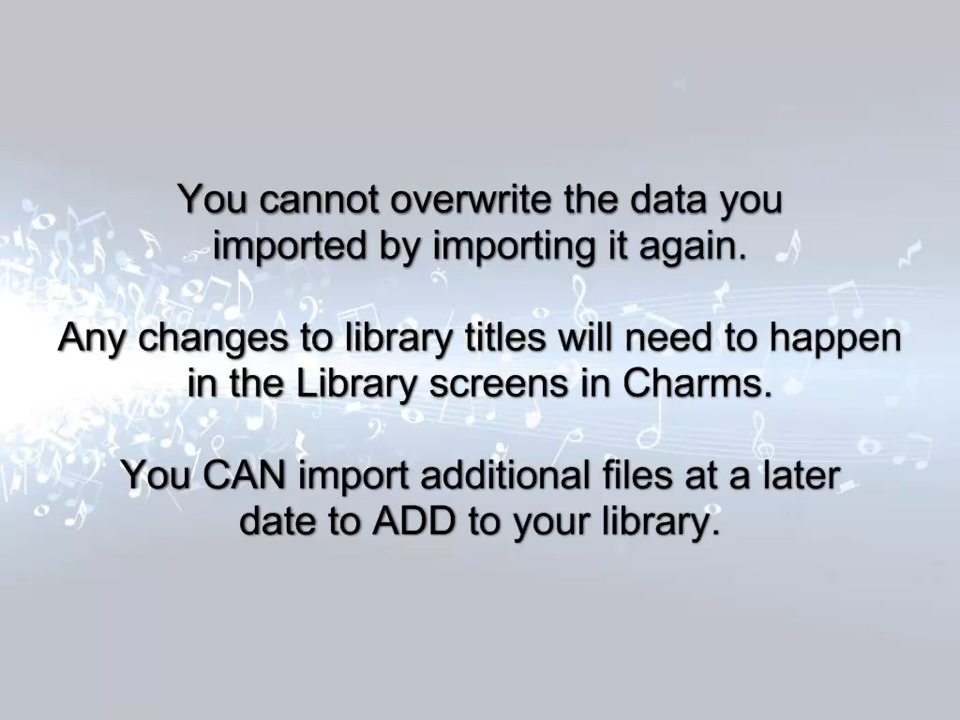 You cannot overwrite the data you
imported by importing it again.
Any changes to library titles will need to happen
in the Library screens in Charms.
You CAN import additional files at a later
date to ADD to your library.